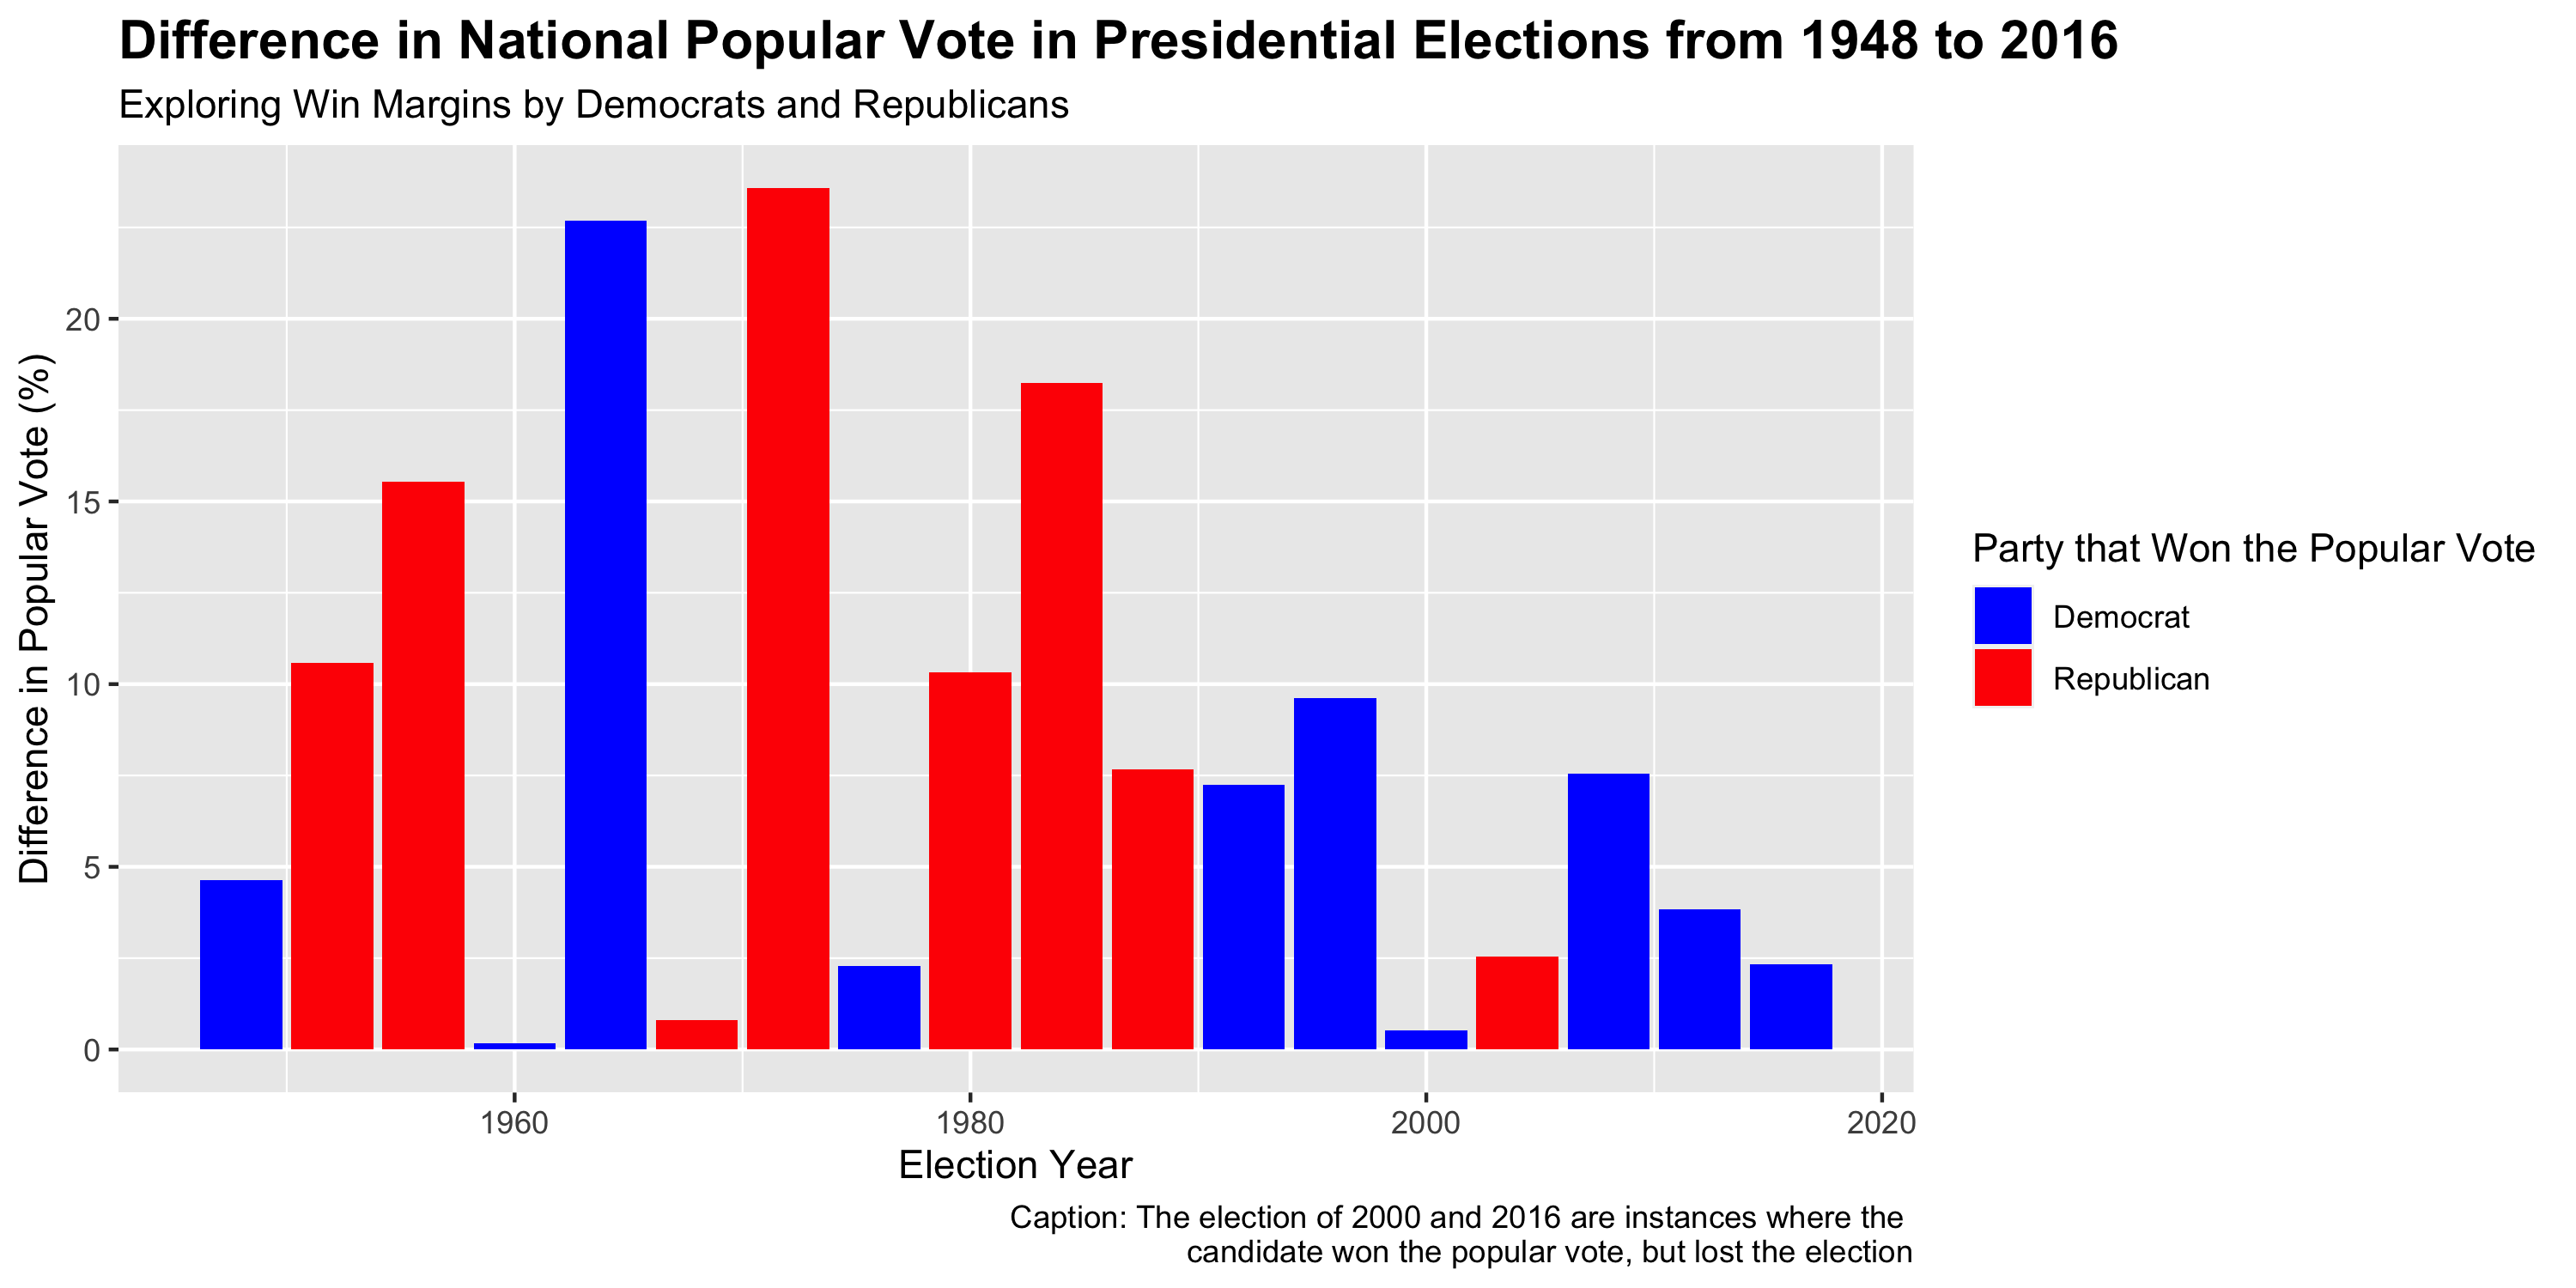 Difference in National Popular Vote in Presidential Elections from 1948 to 2016
Exploring Win Margins by Democrats and Republicans
Difference in Popular Vote (%)
20
15
10
5
0
1960
1980
2000
2020
Election Year
Party that Won the Popular Vote
Democrat
Republican
Caption: The election of 2000 and 2016 are instances where the
candidate won the popular vote, but lost the election